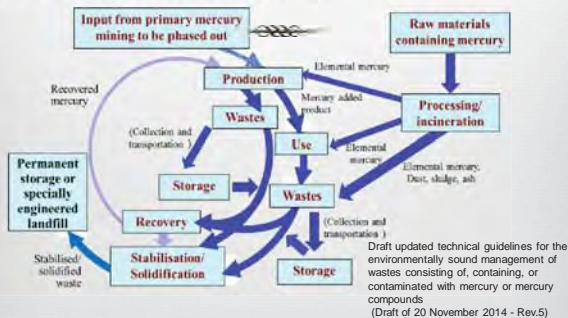 Input from primary mercury
mining to be phased out
Raw materials
containing mercury
Elemental mercury
Production
Recovered
mercury
Mercury added
product
Processing/
incineration
Wastes
(Collection and
transportation )
Use
Elemental
mercury
Elemental mercury,
Dust, sludge, ash
Permanent
storage or
specially
engineered
landfill
Storage
Wastes
Recovery
(Collection and
transportation )
Stabilised/
solidified
waste
Stabilisation/
Solidification
Storage
Draft updated technical guidelines for the
environmentally sound management of
wastes consisting of, containing, or
contaminated with mercury or mercury
compounds
(Draft of 20 November 2014 - Rev.5)